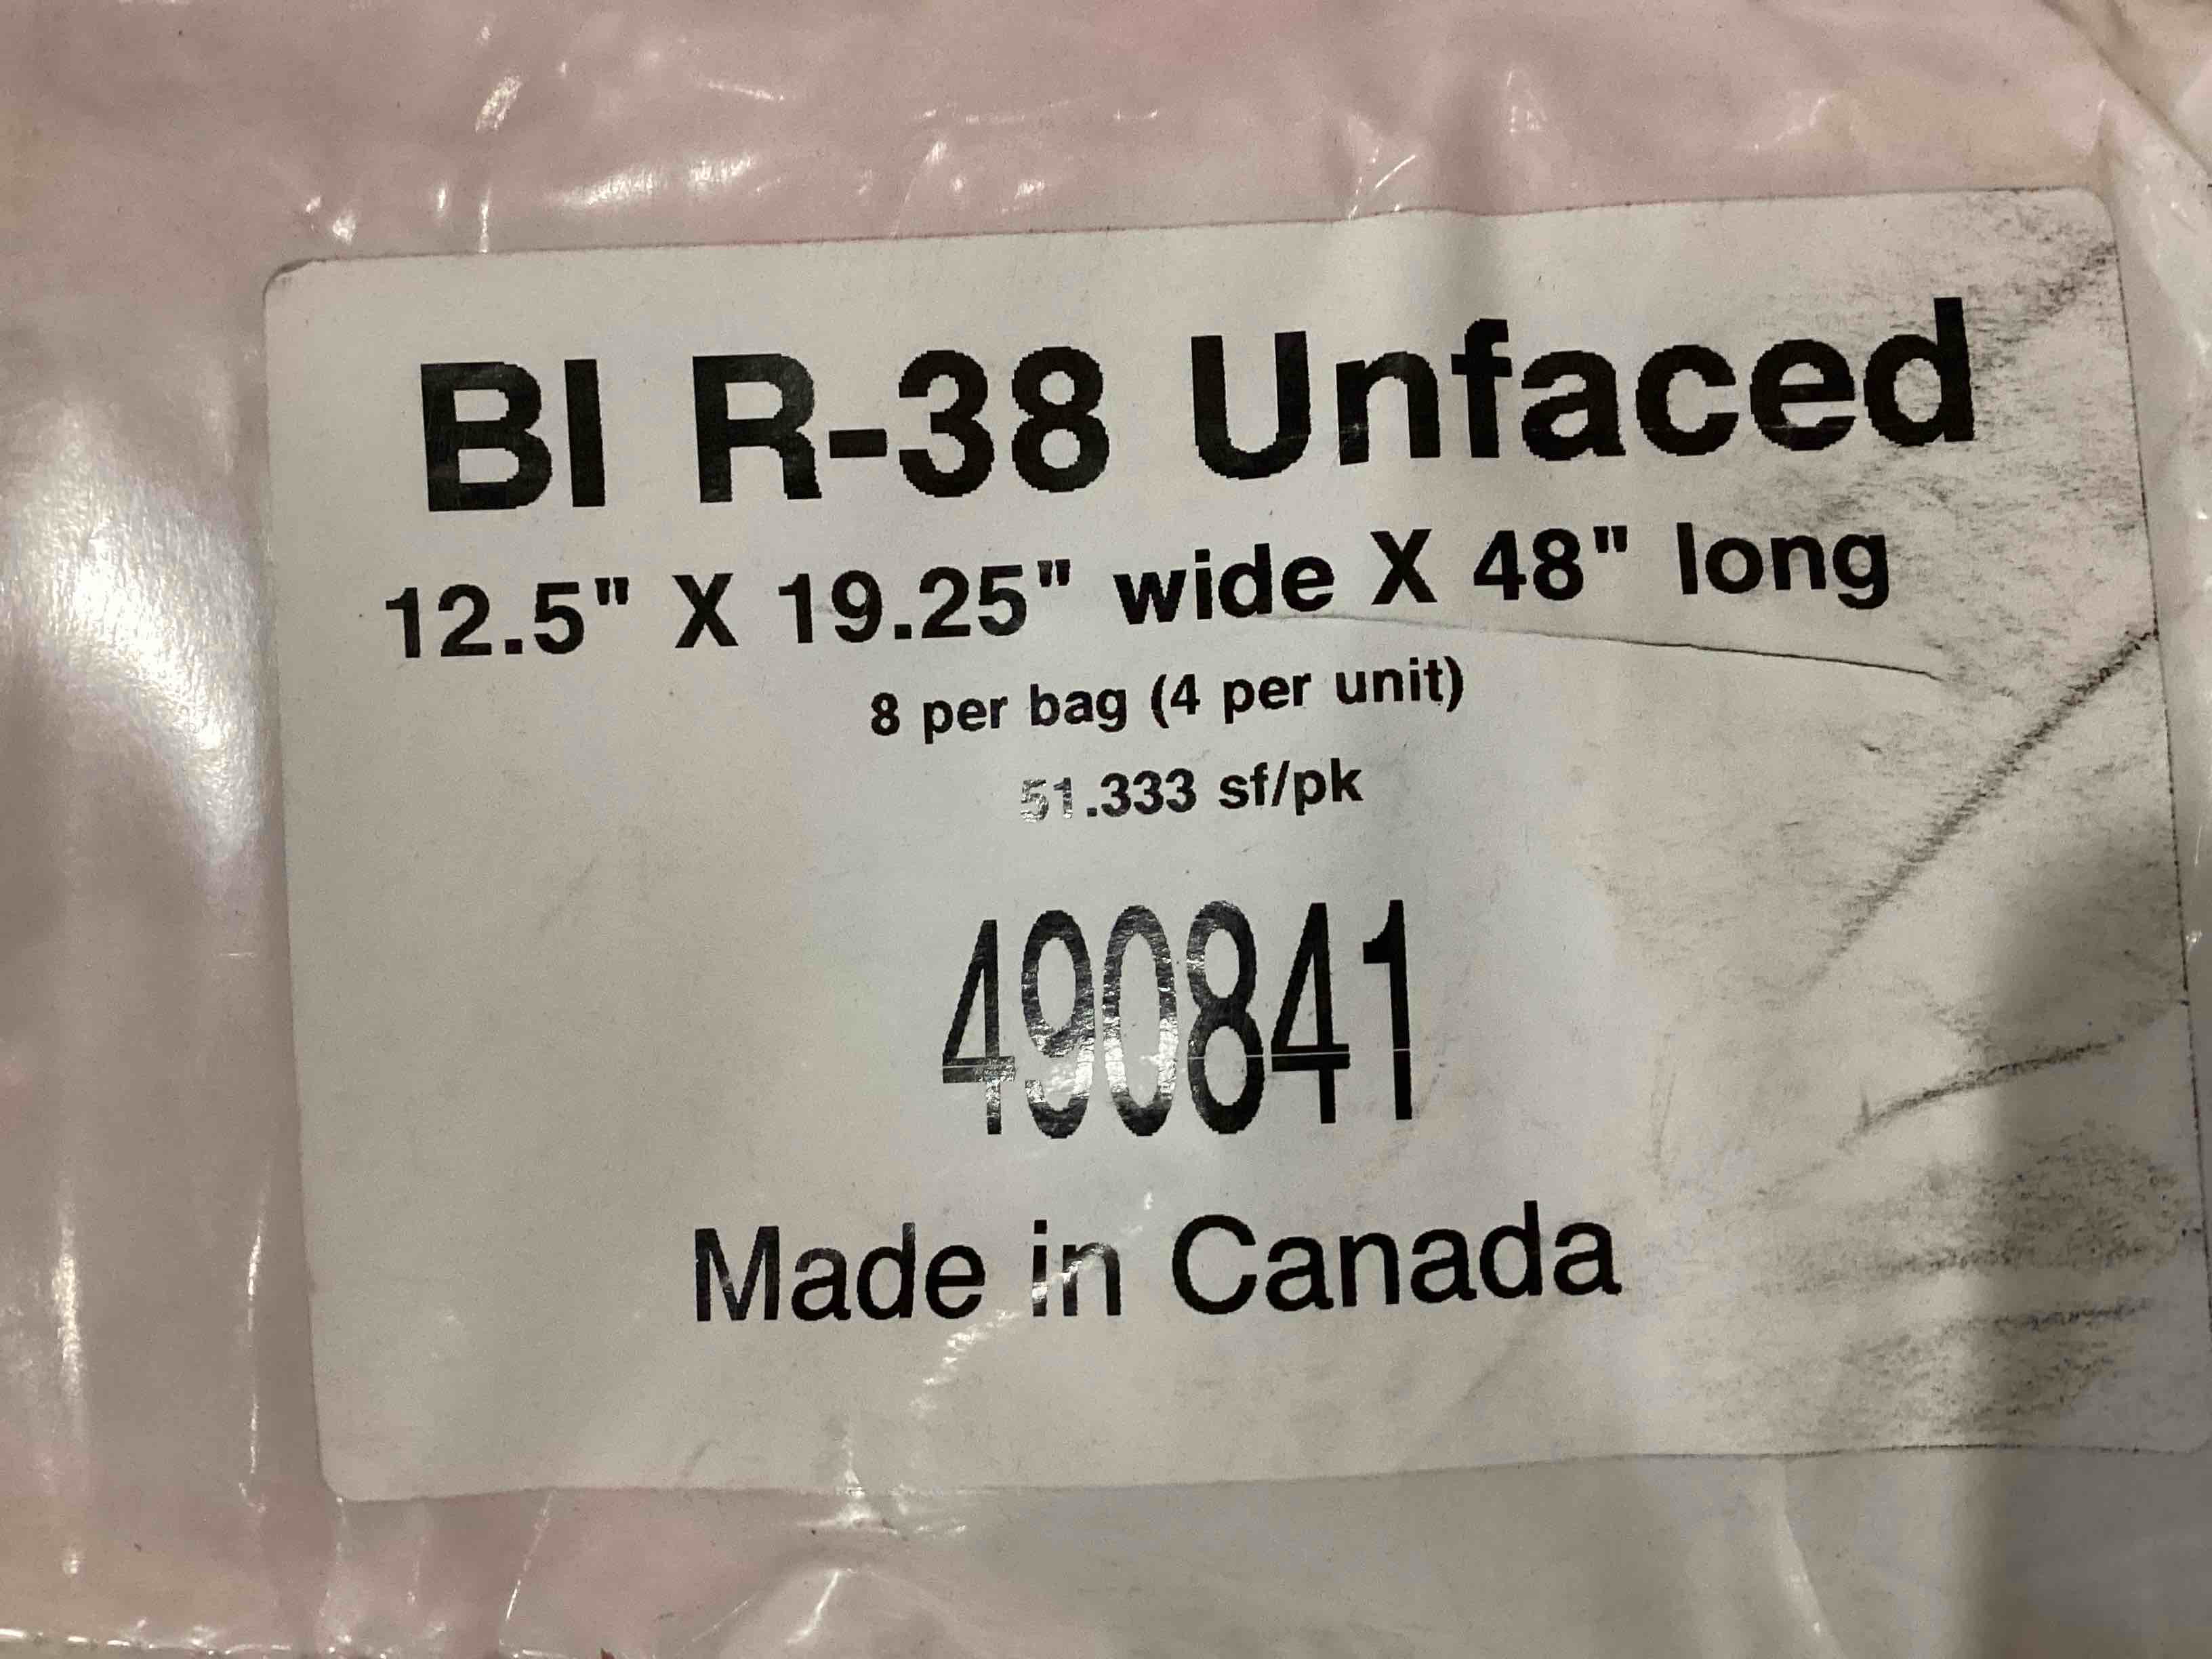 BI R-38 Unfaced
12.5" X 19.25" wide X 48" long
8 per bag (4 per unit)
51.333 sf/pk
490841
Made in Canada